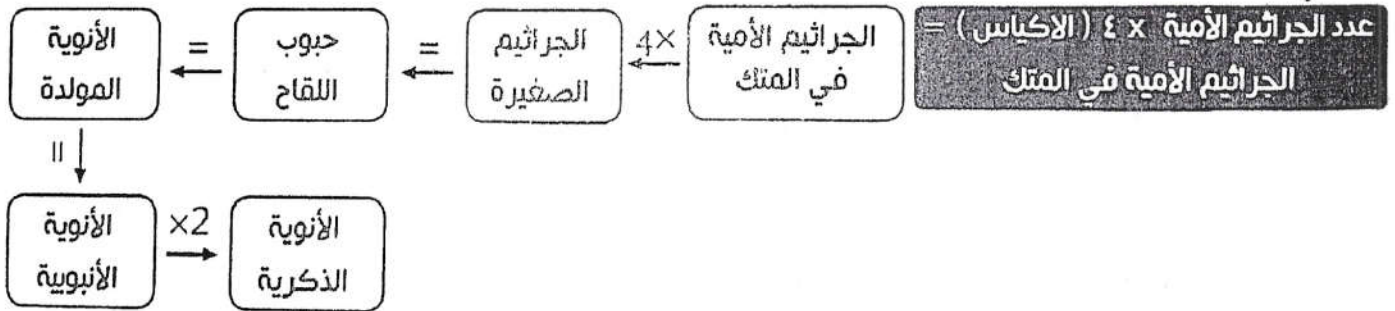 عدد الجراثيم الأمية × ٤ ( الاكياس ) =
الجراثيم الأمية في المتك
الجراثيم الأمية
في المتك
4×
الجراثيم
الصغيرة
=
حبوب
اللقاح
=
الأنوية
المولدة
=
الأنوية
الأنبوبية
×2
الأنوية
الذكرية